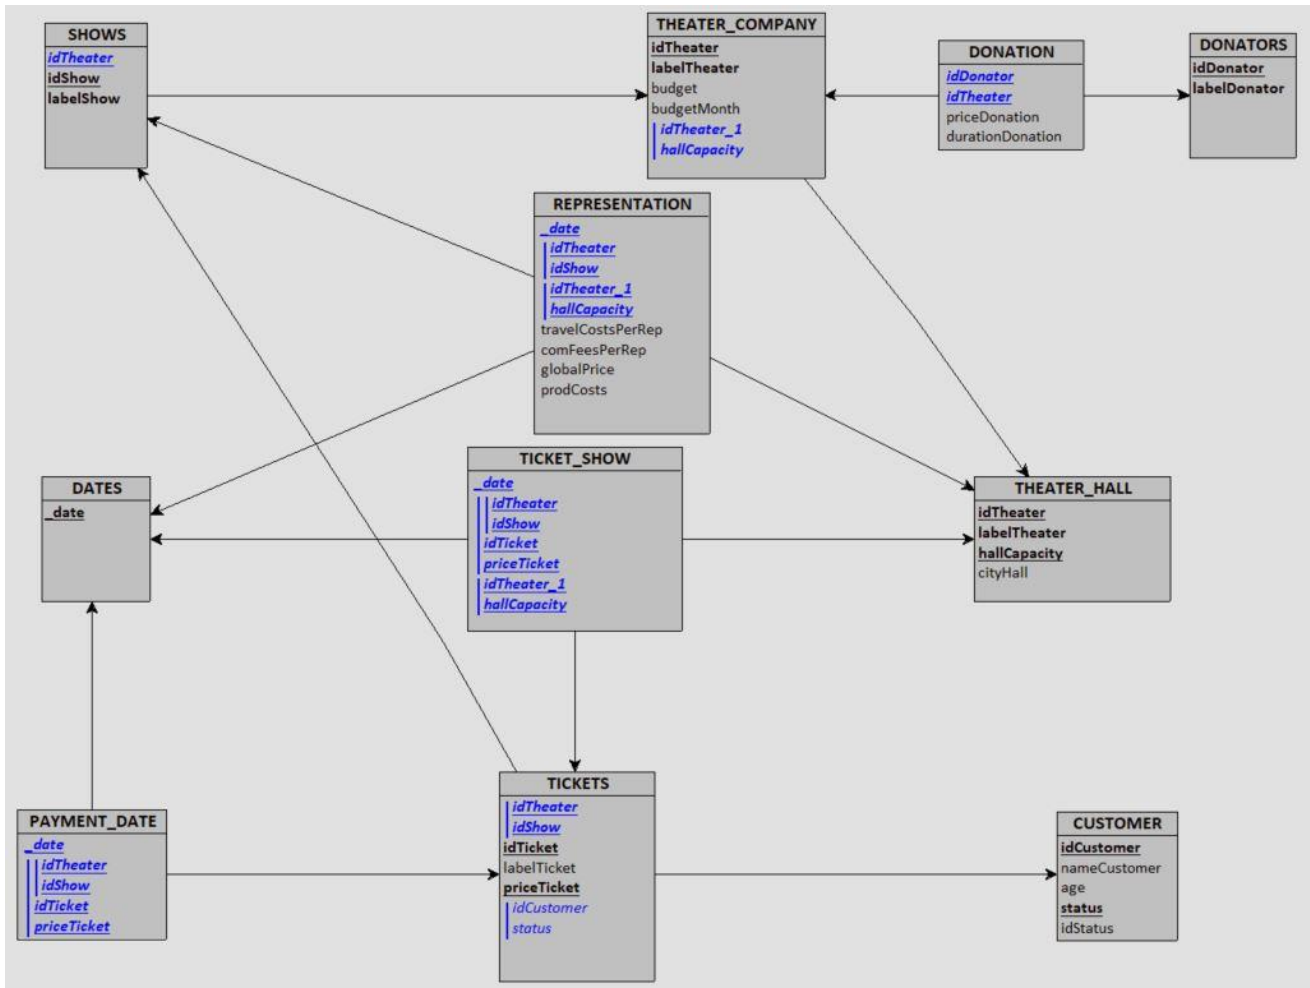 SHOWS
idTheater
idShow
labelShow
THEATER_COMPANY
idTheater
labelTheater
budget
budgetMonth
idTheater_1
hallCapacity
DONATION
idDonator
idTheater
priceDonation
durationDonation
DONATORS
idDonator
labelDonator
REPRESENTATION
_date
idTheater
idShow
idTheater_1
hallCapacity
travelCostsPerRep
comFeesPerRep
globalPrice
prodCosts
DATES
_date
TICKET_SHOW
_date
idTheater
idShow
idTicket
priceTicket
idTheater_1
hallCapacity
THEATER_HALL
idTheater
labelTheater
hallCapacity
cityHall
PAYMENT_DATE
_date
idTheater
idShow
idTicket
priceTicket
TICKETS
idTheater
idShow
idTicket
labelTicket
priceTicket
idCustomer
status
CUSTOMER
idCustomer
nameCustomer
age
status
idStatus